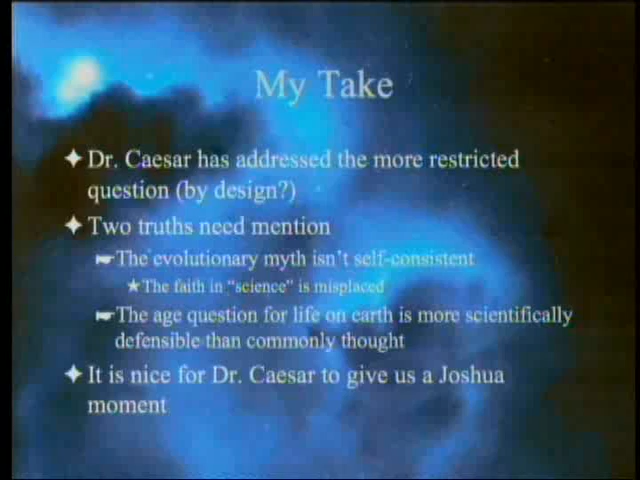 My Take
Dr. Caesar has addressed the more restricted
question (by design?)
Two truths need mention
The evolutionary myth isn't self-consistent
The faith in "science" is misplaced
The age question for life on earth is more scientifically
defensible than commonly thought
It is nice for Dr. Caesar to give us a Joshua
moment